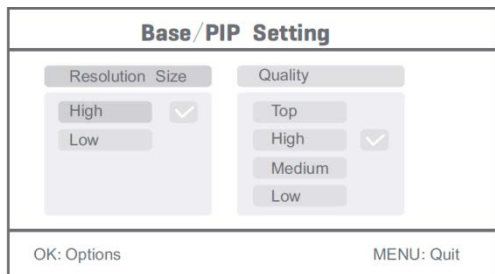 Base/PIP Setting
Resolution Size
High
Low
Quality
Top
High
Medium
Low
OK: Options
MENU: Quit